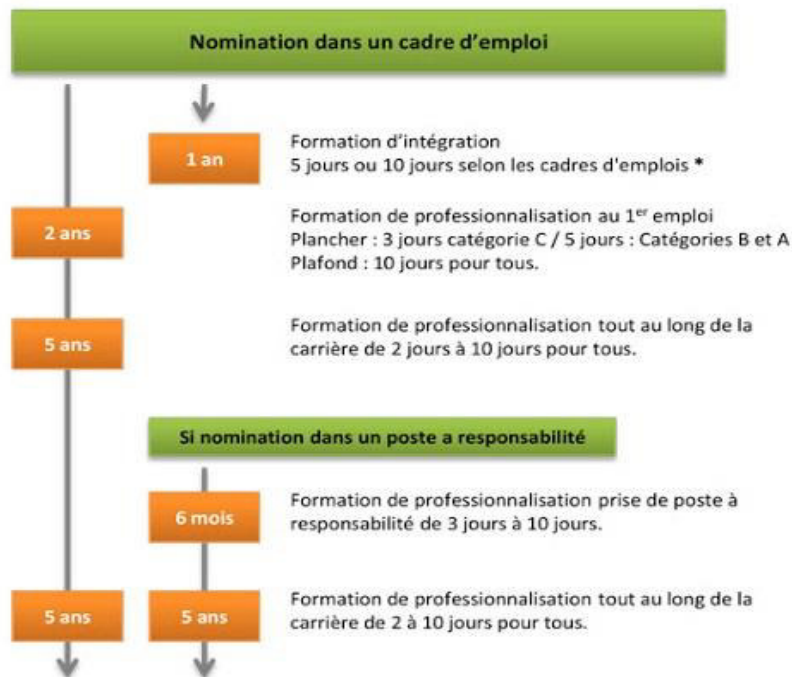 Nomination dans un cadre d'emploi
1 an
Formation d'intégration
5 jours ou 10 jours selon les cadres d'emplois *
2 ans
Formation de professionnalisation au 1er emploi
Plancher : 3 jours catégorie C / 5 jours : Catégories B et A
Plafond : 10 jours pour tous.
5 ans
Formation de professionnalisation tout au long de la
carrière de 2 jours à 10 jours pour tous.
Si nomination dans un poste a responsabilité
6 mois
Formation de professionnalisation prise de poste à
responsabilité de 3 jours à 10 jours.
5 ans
5 ans
Formation de professionnalisation tout au long de la
carrière de 2 à 10 jours pour tous.